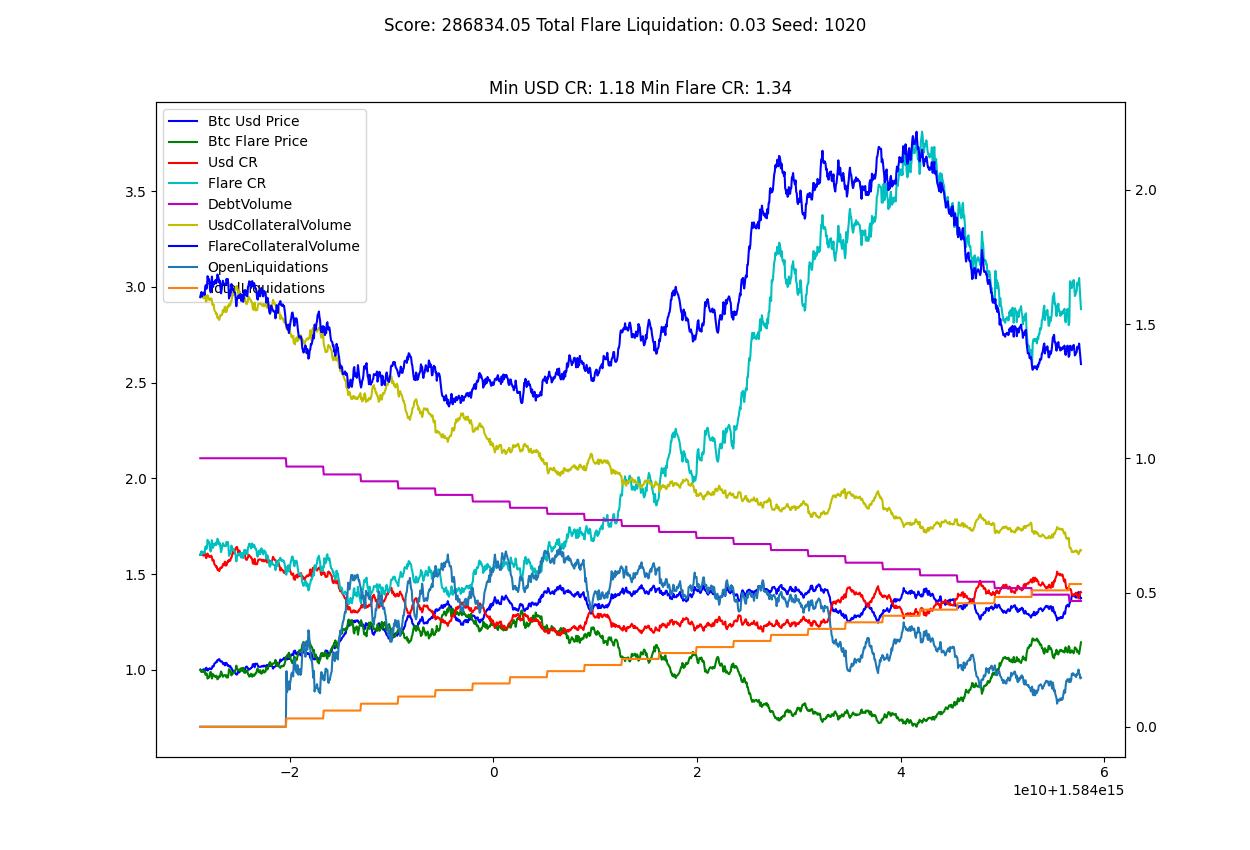 Score: 286834.05 Total Flare Liquidation: 0.03 Seed: 1020
Min USD CR: 1.18 Min Flare CR: 1.34
Btc Usd Price
Btc Flare Price
Usd CR
Flare CR
DebtVolume
UsdCollateralVolume
FlareCollateralVolume
OpenLiquidations
TotalLiquidations
3.5
3.0
2.5
2.0
1.5
1.0
2.0
1.5
1.0
0.5
0.0
−2
0
2
4
6
1e10+1.584e15